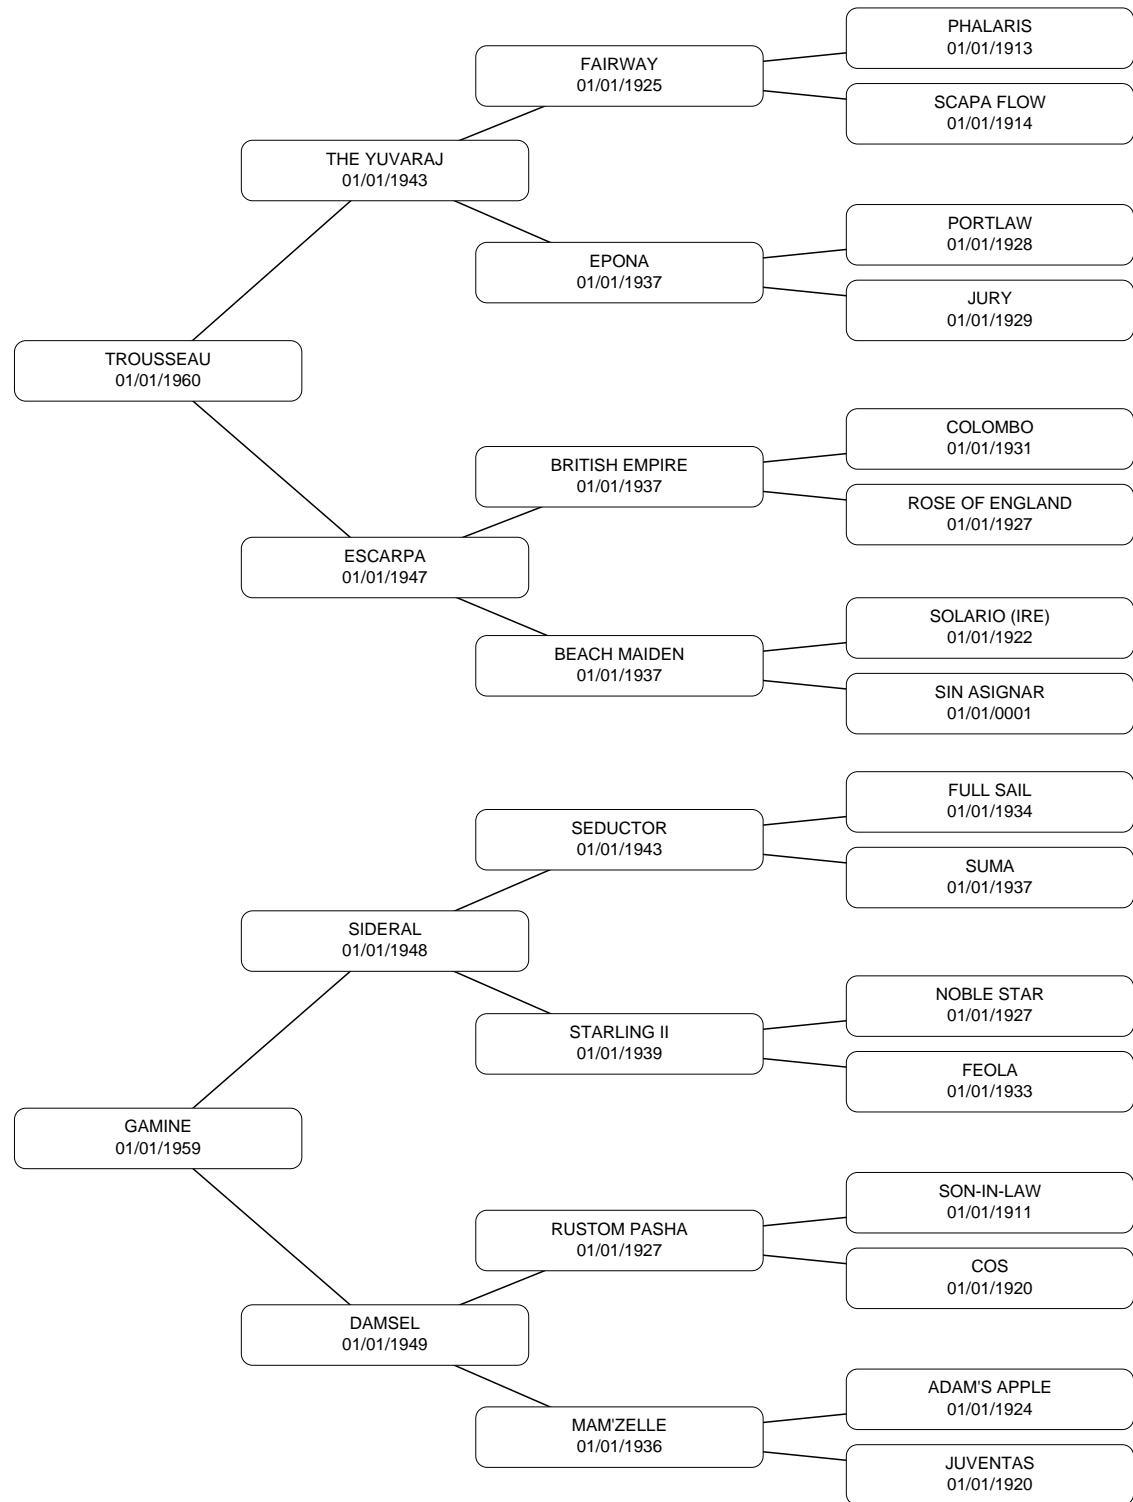 PHALARIS
01/01/1913
FAIRWAY
01/01/1925
SCAPA FLOW
01/01/1914
THE YUVARAJ
01/01/1943
PORTLAW
01/01/1928
EPONA
01/01/1937
JURY
01/01/1929
TROUSSEAU
01/01/1960
COLOMBO
01/01/1931
BRITISH EMPIRE
01/01/1937
ROSE OF ENGLAND
01/01/1927
ESCARPA
01/01/1947
SOLARIO (IRE)
01/01/1922
BEACH MAIDEN
01/01/1937
SIN ASIGNAR
01/01/0001
FULL SAIL
01/01/1934
SEDUCTOR
01/01/1943
SUMA
01/01/1937
SIDERAL
01/01/1948
NOBLE STAR
01/01/1927
STARLING II
01/01/1939
FEOLA
01/01/1933
GAMINE
01/01/1959
SON-IN-LAW
01/01/1911
RUSTOM PASHA
01/01/1927
COS
01/01/1920
DAMSEL
01/01/1949
ADAM'S APPLE
01/01/1924
MAM'ZELLE
01/01/1936
JUVENTAS
01/01/1920